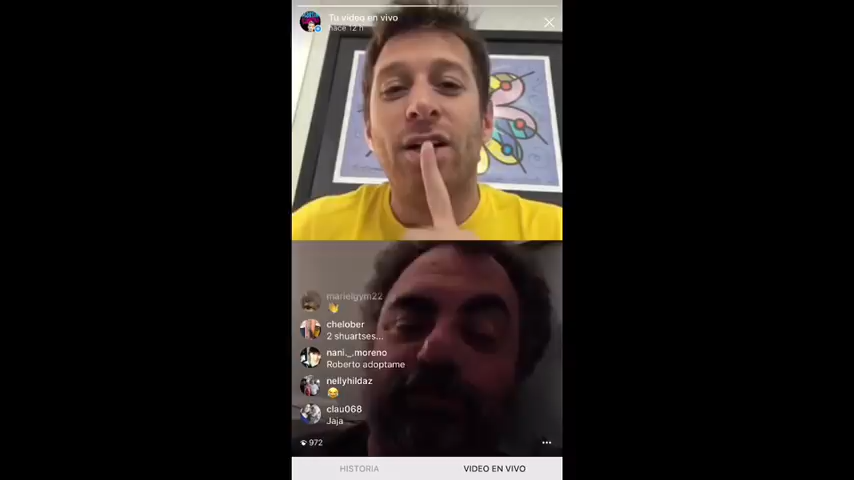 Tu video en vivo
hace 12 h
marielgym22
👋
chelober
2 shuartses...
nani._.moreno
Roberto adoptame
nellyhildaz
😂
clau068
Jaja
972
HISTORIA
VIDEO EN VIVO